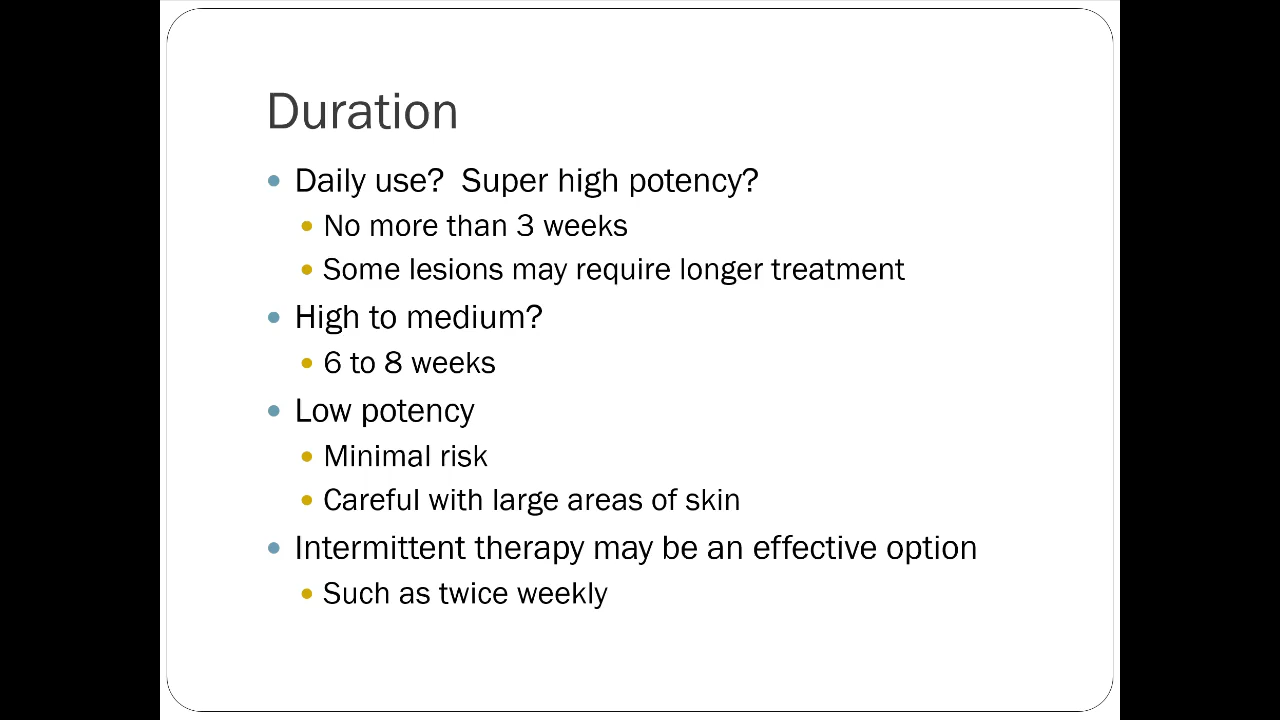 Duration
Daily use?  Super high potency?
No more than 3 weeks
Some lesions may require longer treatment
High to medium?
6 to 8 weeks
Low potency
Minimal risk
Careful with large areas of skin
Intermittent therapy may be an effective option
Such as twice weekly